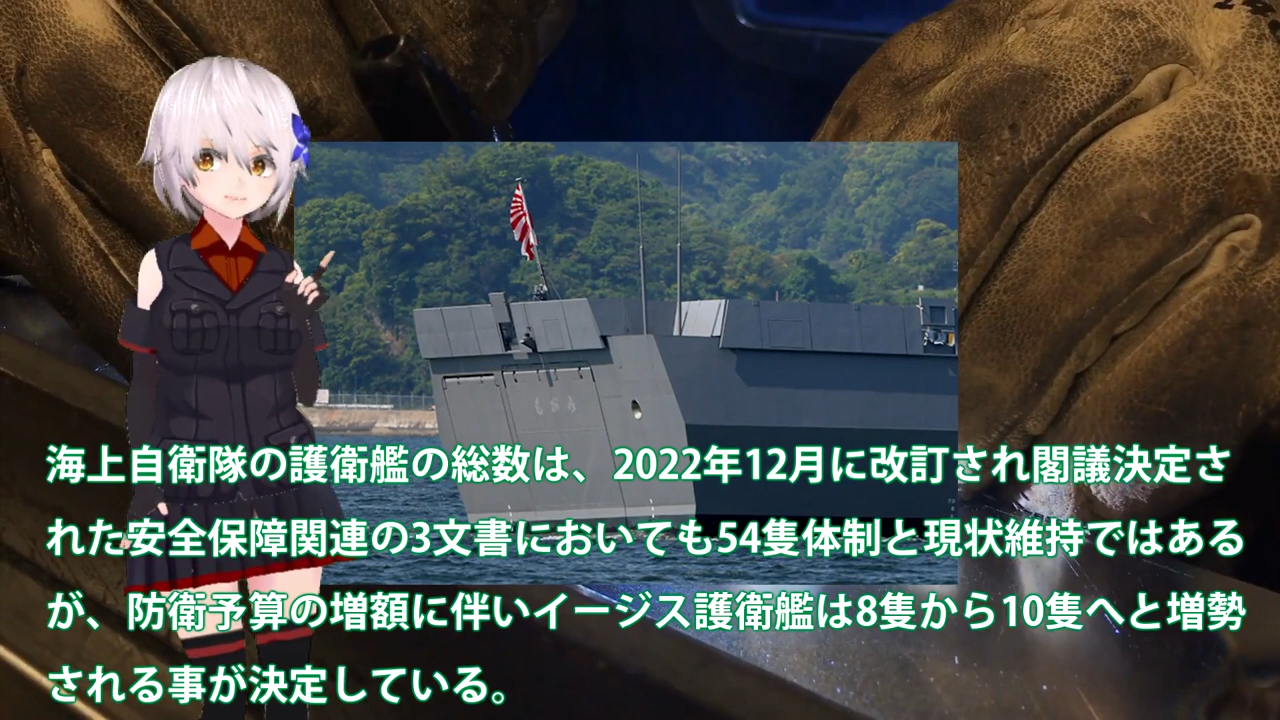 もがみ
海上自衛隊の護衛艦の総数は、2022年12月に改訂され閣議決定さ
れた安全保障関連の3文書においても54隻体制と現状維持ではある
が、防衛予算の増額に伴いイージス護衛艦は8隻から10隻へと増勢
される事が決定している。